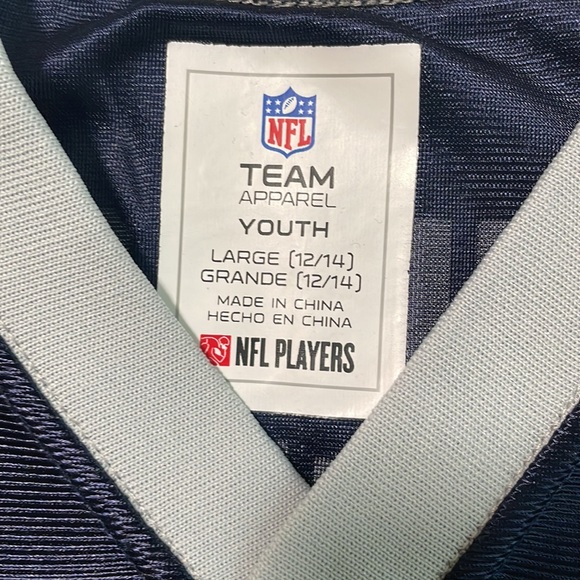 NFL
TEAM
APPAREL
YOUTH
LARGE (12/14)
GRANDE (12/14)
MADE IN CHINA
HECHO EN CHINA
NFL PLAYERS